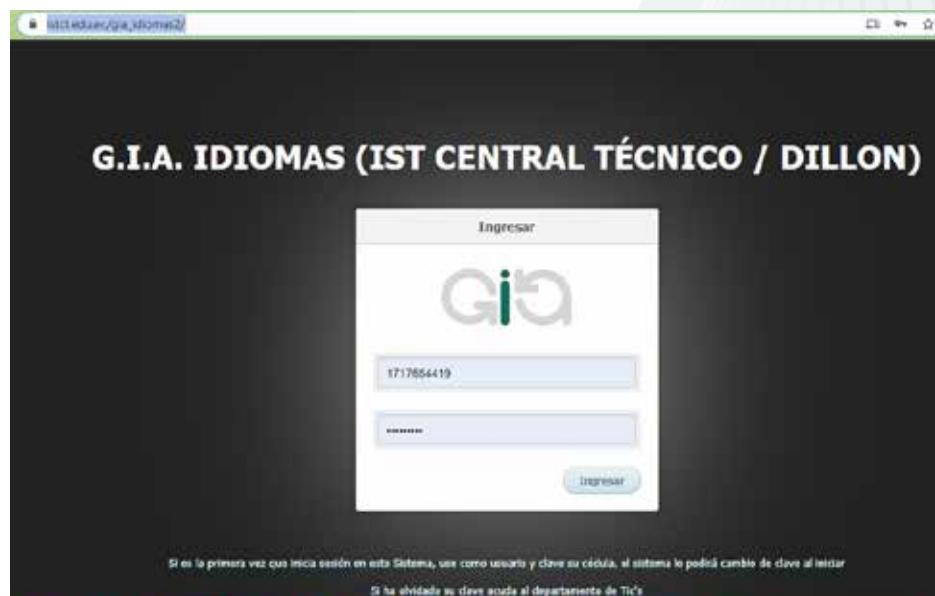 istct.edu.ec/gia_idiomas2/
G.I.A. IDIOMAS (IST CENTRAL TÉCNICO / DILLON)
Ingresar
Gia
1717654419
Ingresar
Si es la primera vez que inicia sesión en este Sistema, use como usuario y clave su cédula, el sistema le pedirá cambio de clave al iniciar
Si ha olvidado su clave acuda al departamento de Tic's